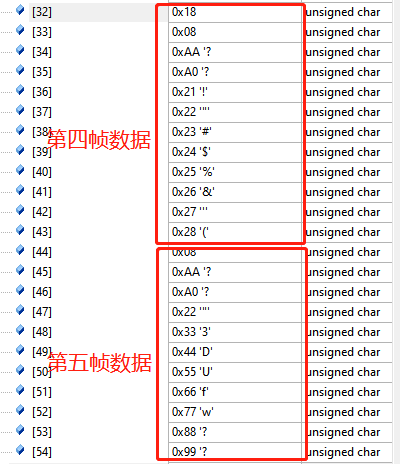 [32] 0x18 unsigned char
[33] 0x08 unsigned char
[34] 0xAA '? unsigned char
[35] 0xA0 '? unsigned char
[36] 0x21 '!' unsigned char
[37] 0x22 '"' unsigned char
[38] 0x23 '#' unsigned char
第四帧数据
[39] 0x24 '$' unsigned char
[40] 0x25 '%' unsigned char
[41] 0x26 '&' unsigned char
[42] 0x27 ''' unsigned char
[43] 0x28 '(' unsigned char
[44] 0x08 unsigned char
[45] 0xAA '? unsigned char
[46] 0xA0 '? unsigned char
[47] 0x22 '"' unsigned char
[48] 0x33 '3' unsigned char
[49] 0x44 'D' unsigned char
第五帧数据
[50] 0x55 'U' unsigned char
[51] 0x66 'f' unsigned char
[52] 0x77 'w' unsigned char
[53] 0x88 '? unsigned char
[54] 0x99 '? unsigned char